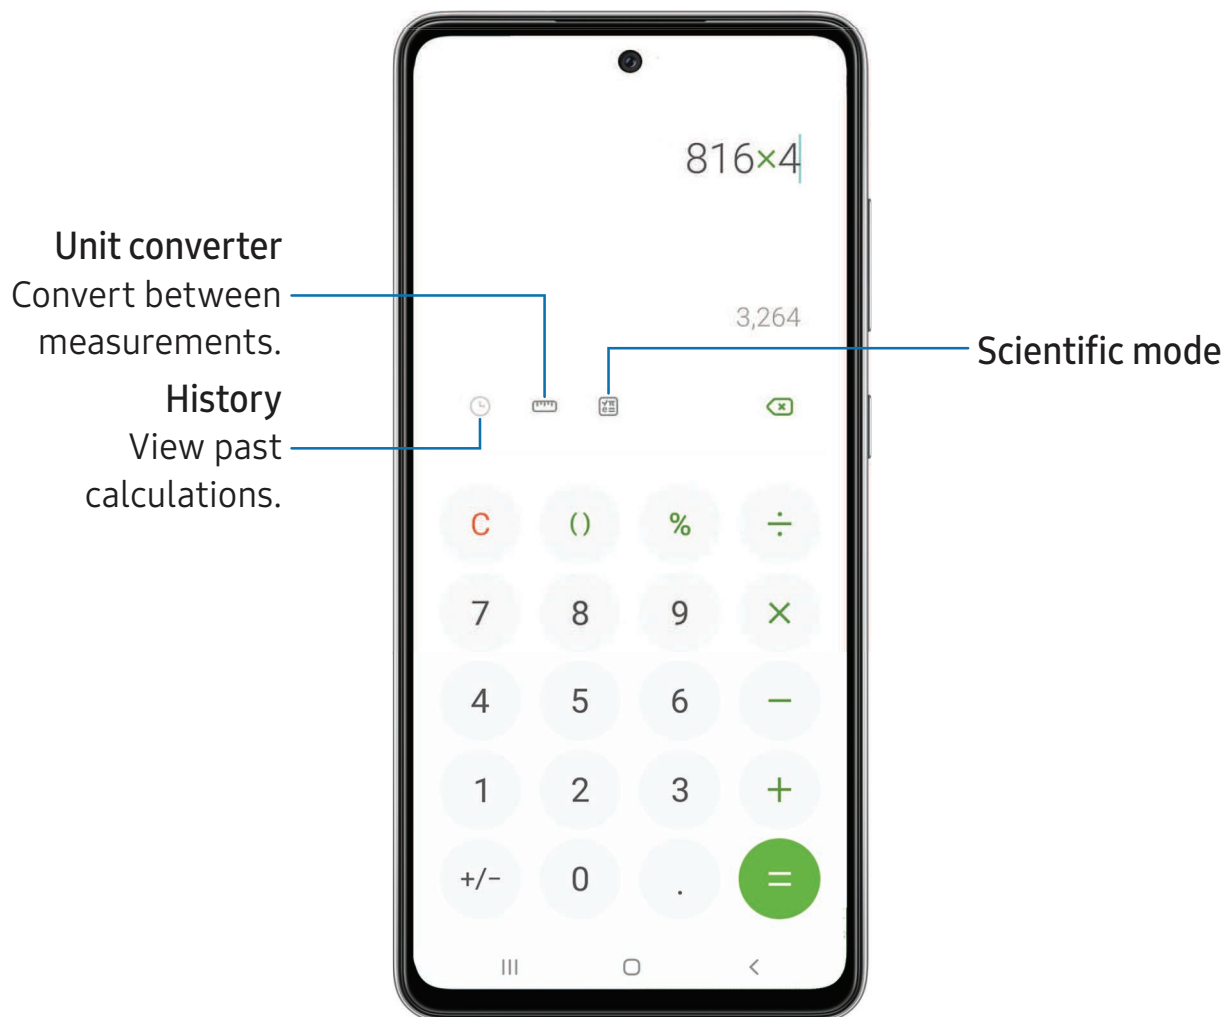 816×4
Unit converter
Convert between
measurements.
3,264
Scientific mode
History
View past
calculations.
C () % ÷
7 8 9 ×
4 5 6 −
1 2 3 +
+/− 0 . =